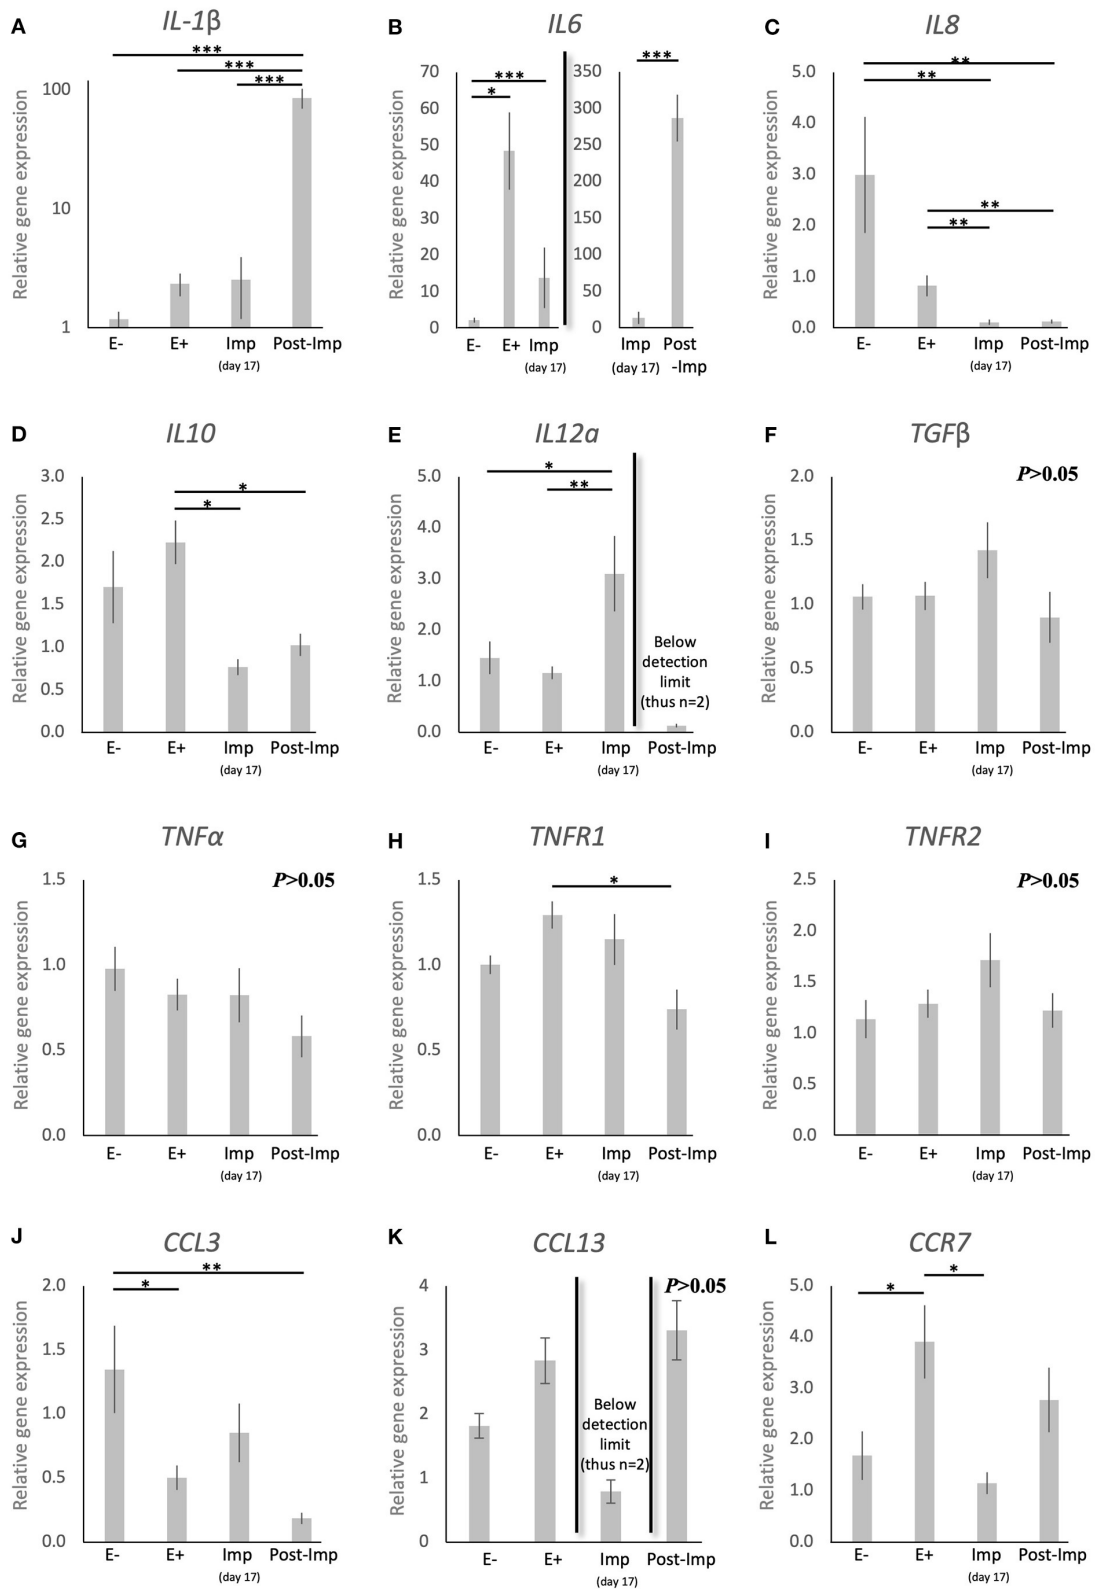 A
IL-1β
***
***
***
Relative gene expression
100
10
1
E-
E+
Imp
Post-Imp
(day 17)
B
IL6
***
*
***
Relative gene expression
70
60
50
40
30
20
10
0
350
300
250
200
150
100
50
0
E-
E+
Imp
(day 17)
Imp
(day 17)
Post
-Imp
C
IL8
**
**
**
**
Relative gene expression
5.0
4.0
3.0
2.0
1.0
0.0
E-
E+
Imp
Post-Imp
(day 17)
D
IL10
*
*
Relative gene expression
3.0
2.5
2.0
1.5
1.0
0.5
0.0
E-
E+
Imp
Post-Imp
(day 17)
E
IL12a
*
**
Relative gene expression
5.0
4.0
3.0
2.0
1.0
0.0
Below
detection
limit
(thus n=2)
E-
E+
Imp
Post-Imp
(day 17)
F
TGFβ
P>0.05
Relative gene expression
2.0
1.5
1.0
0.5
0.0
E-
E+
Imp
Post-Imp
(day 17)
G
TNFα
P>0.05
Relative gene expression
1.5
1.0
0.5
0.0
E-
E+
Imp
Post-Imp
(day 17)
H
TNFR1
*
Relative gene expression
1.5
1.0
0.5
0.0
E-
E+
Imp
Post-Imp
(day 17)
I
TNFR2
P>0.05
Relative gene expression
2.5
2.0
1.5
1.0
0.5
0.0
E-
E+
Imp
Post-Imp
(day 17)
J
CCL3
**
*
Relative gene expression
2.0
1.5
1.0
0.5
0.0
E-
E+
Imp
Post-Imp
(day 17)
K
CCL13
P>0.05
Relative gene expression
4
3
2
1
0
Below
detection
limit
(thus n=2)
E-
E+
Imp
Post-Imp
(day 17)
L
CCR7
*
*
Relative gene expression
5.0
4.0
3.0
2.0
1.0
0.0
E-
E+
Imp
Post-Imp
(day 17)